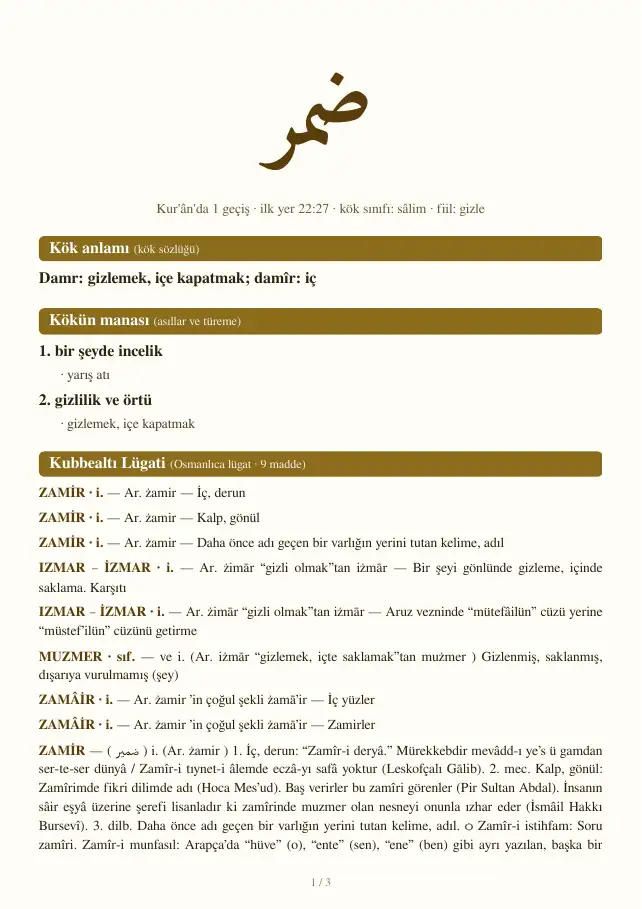 ضمر
Kur'ân'da 1 geçiş · ilk yer 22:27 · kök sınıfı: sâlim · fiil: gizle
Kök anlamı (kök sözlüğü)
Damr: gizlemek, içe kapatmak; damîr: iç
Kökün manası (asıllar ve türeme)
1. bir şeyde incelik
· yarış atı
2. gizlilik ve örtü
· gizlemek, içe kapatmak
Kubbealtı Lügati (Osmanlıca lügat · 9 madde)
ZAMİR · i. — Ar. żamir — İç, derun
ZAMİR · i. — Ar. żamir — Kalp, gönül
ZAMİR · i. — Ar. żamir — Daha önce adı geçen bir varlığın yerini tutan kelime, adıl
IZMAR – İZMAR · i. — Ar. żimār “gizli olmak”tan iżmār — Bir şeyi gönlünde gizleme, içinde
saklama. Karşıtı
IZMAR – İZMAR · i. — Ar. żimār “gizli olmak”tan iżmār — Aruz vezninde “mütefâilün” cüzü yerine
“müstef’ilün” cüzünü getirme
MUZMER · sıf. — ve i. (Ar. iżmār “gizlemek, içte saklamak”tan mużmer ) Gizlenmiş, saklanmış,
dışarıya vurulmamış (şey)
ZAMÂİR · i. — Ar. żamir ’in çoğul şekli żamā’ir — İç yüzler
ZAMÂİR · i. — Ar. żamir ’in çoğul şekli żamā’ir — Zamirler
ZAMİR — ( ضمير ) i. (Ar. żamir ) 1. İç, derun: “Zamîr-i deryâ.” Mürekkebdir mevâdd-ı ye’s ü gamdan
ser-te-ser dünyâ / Zamîr-i tıynet-i âlemde eczâ-yı safâ yoktur (Leskofçalı Gālib). 2. mec. Kalp, gönül:
Zamîrimde fikri dilimde adı (Hoca Mes’ud). Baş verirler bu zamîri görenler (Pir Sultan Abdal). İnsanın
sâir eşyâ üzerine şerefi lisanladır ki zamîrinde muzmer olan nesneyi onunla ızhar eder (İsmâil Hakkı
Bursevî). 3. dilb. Daha önce adı geçen bir varlığın yerini tutan kelime, adıl. ѻ Zamîr-i istifham: Soru
zamîri. Zamîr-i munfasıl: Arapça’da “hüve” (o), “ente” (sen), “ene” (ben) gibi ayrı yazılan, başka bir
1 / 3